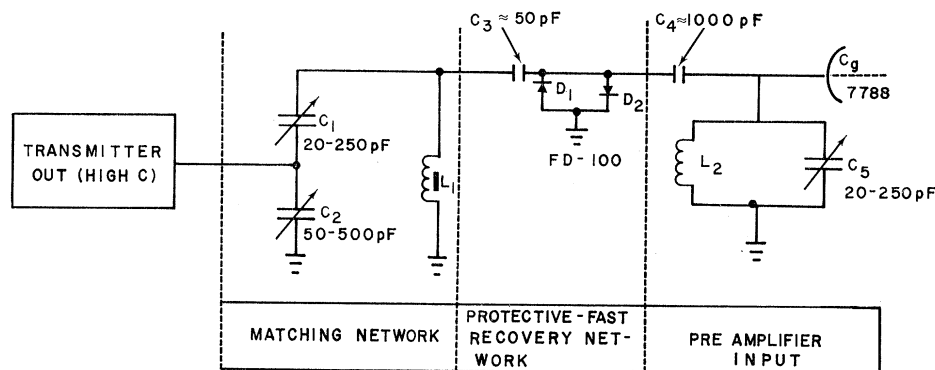 C3 ≈ 50 pF
C4 ≈ 1000 pF
Cg
7788
D1
D2
C1
20-250pF
TRANSMITTER
OUT (HIGH C)
FD-100
L1
L2
C5
20-250pF
C2
50-500pF
MATCHING NETWORK
PROTECTIVE-FAST
RECOVERY NET-
WORK
PRE AMPLIFIER
INPUT